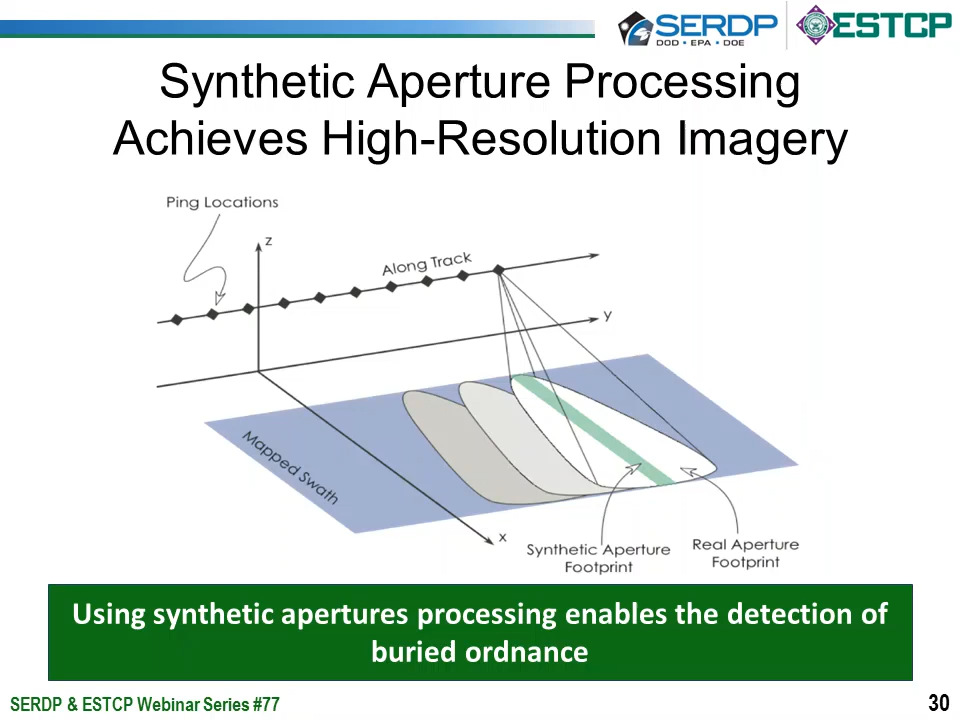 SERDP
DOD • EPA • DOE
ESTCP
Synthetic Aperture Processing
Achieves High-Resolution Imagery
Ping Locations
z
Along Track
y
Mapped Swath
x
Synthetic Aperture
Footprint
Real Aperture
Footprint
Using synthetic apertures processing enables the detection of
buried ordnance
SERDP & ESTCP Webinar Series #77
30